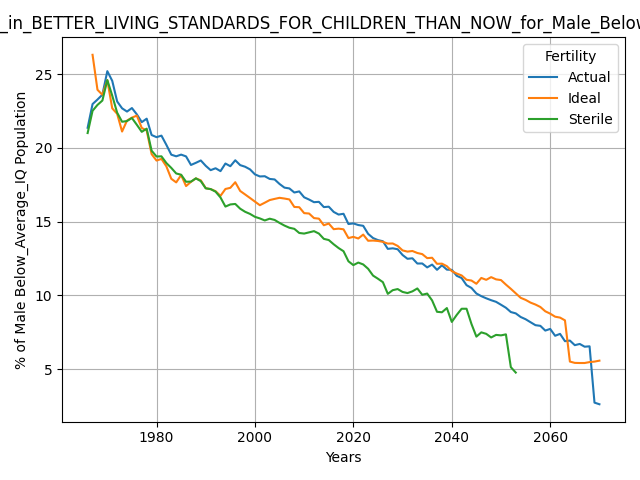 _in_BETTER_LIVING_STANDARDS_FOR_CHILDREN_THAN_NOW_for_Male_Below
Fertility
Actual
Ideal
Sterile
25
20
15
10
5
% of Male Below_Average_IQ Population
1980
2000
2020
2040
2060
Years